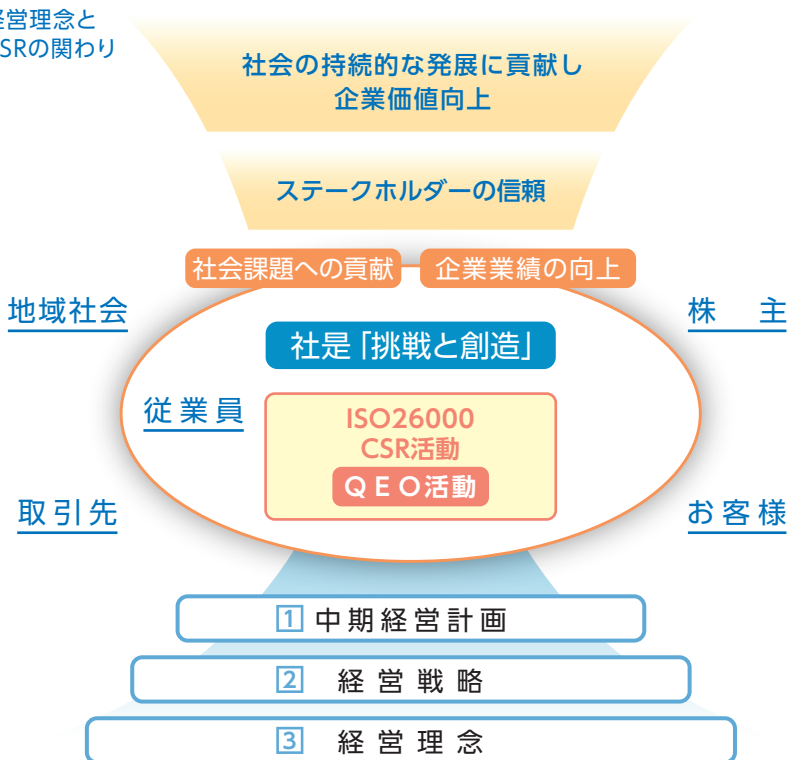 経営理念と
SRの関わり
社会の持続的な発展に貢献し
企業価値向上
ステークホルダーの信頼
社会課題への貢献 企業業績の向上
地域社会 株 主
社是「挑戦と創造」
従業員
ISO26000
CSR活動
QEO活動
取引先 お客様
1 中期経営計画
2 経営戦略
3 経営理念